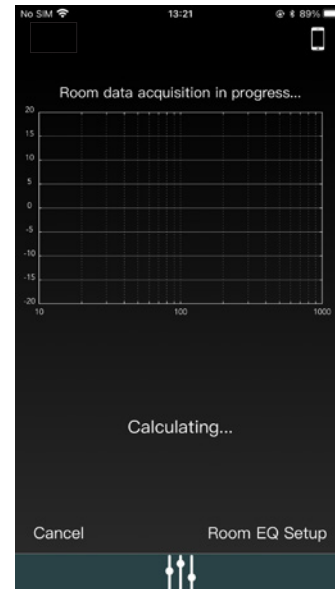 No SIM 13:21 89%
Room data acquisition in progress...
20
15
10
5
0
-5
-10
-15
-20
10 100 1000
Calculating...
Cancel Room EQ Setup